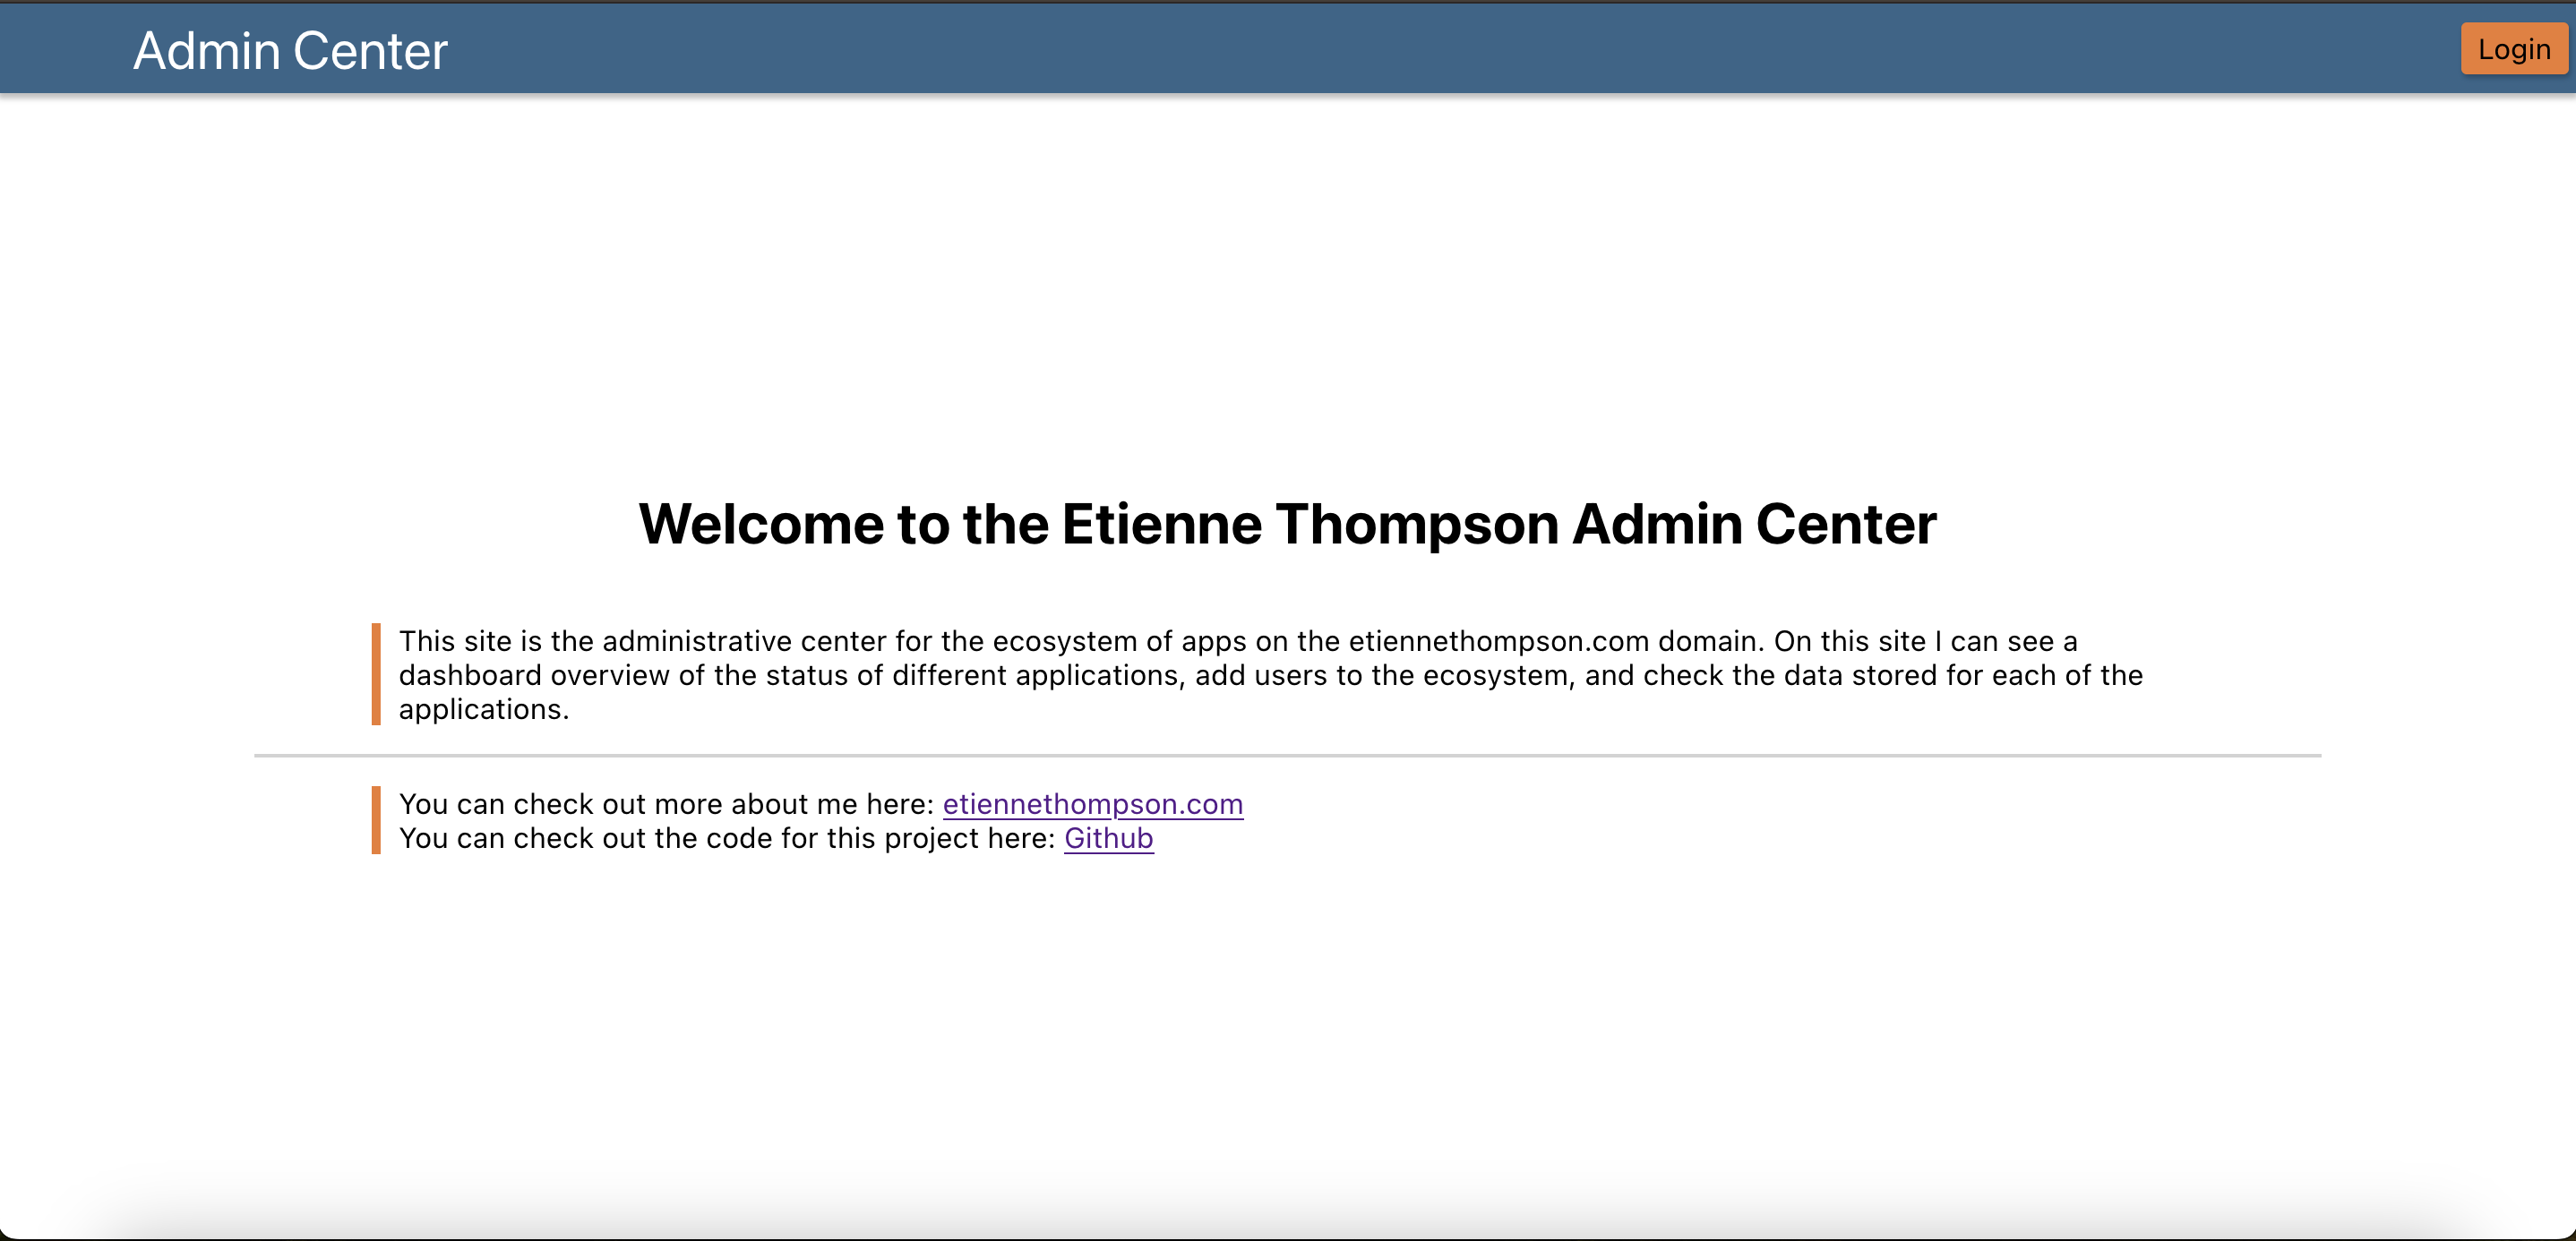 Admin Center
Login
Welcome to the Etienne Thompson Admin Center
This site is the administrative center for the ecosystem of apps on the etiennethompson.com domain. On this site I can see a
dashboard overview of the status of different applications, add users to the ecosystem, and check the data stored for each of the
applications.
You can check out more about me here: etiennethompson.com
You can check out the code for this project here: Github